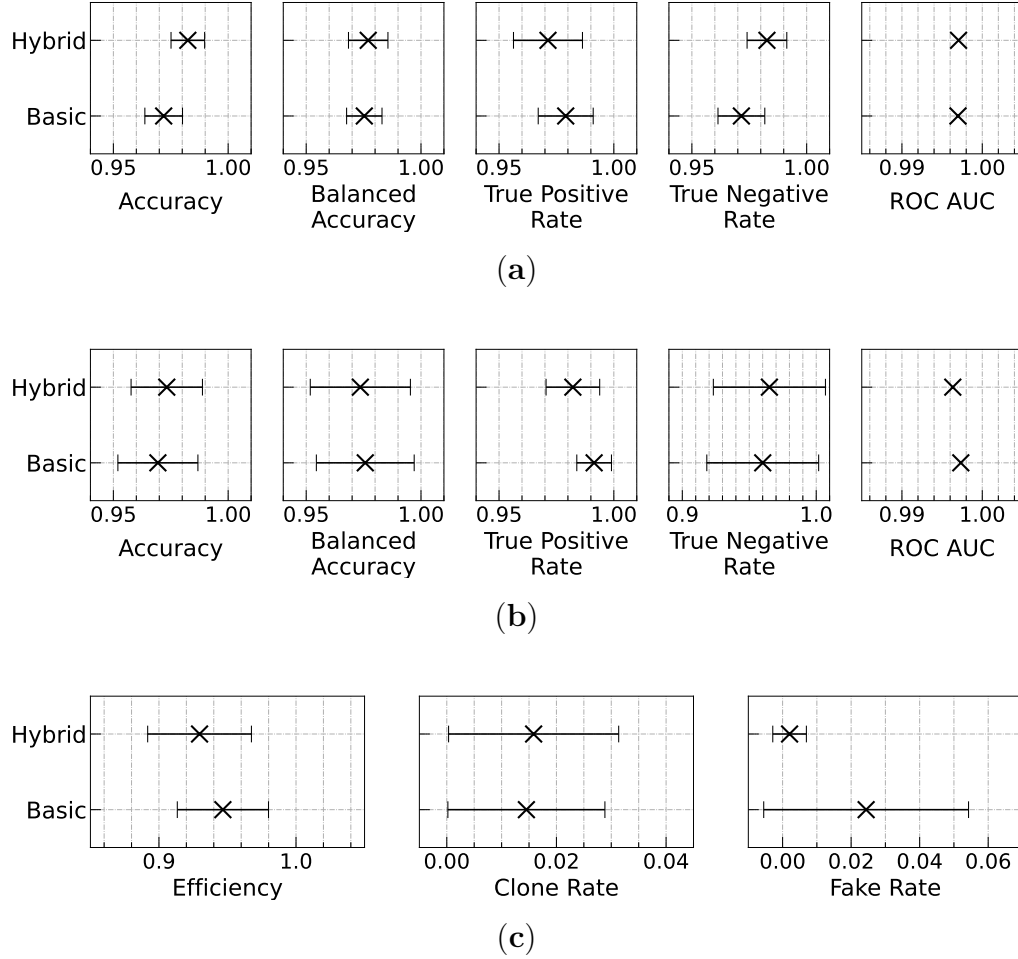 Hybrid
Basic
0.95 1.00 0.95 1.00 0.95 1.00 0.95 1.00 0.99 1.00
Accuracy
Balanced
Accuracy
True Positive
Rate
True Negative
Rate
ROC AUC
(a)
Hybrid
Basic
0.95 1.00 0.95 1.00 0.95 1.00 0.9 1.0 0.99 1.00
Accuracy
Balanced
Accuracy
True Positive
Rate
True Negative
Rate
ROC AUC
(b)
Hybrid
Basic
0.9 1.0 0.00 0.02 0.04 0.00 0.02 0.04 0.06
Efficiency
Clone Rate
Fake Rate
(c)